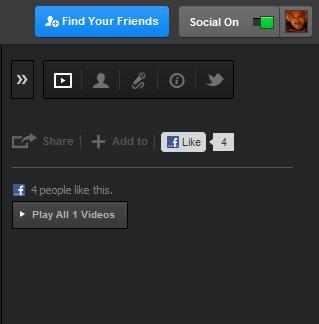 Find Your Friends
Social On
Share
Add to
Like
4
4 people like this.
Play All 1 Videos